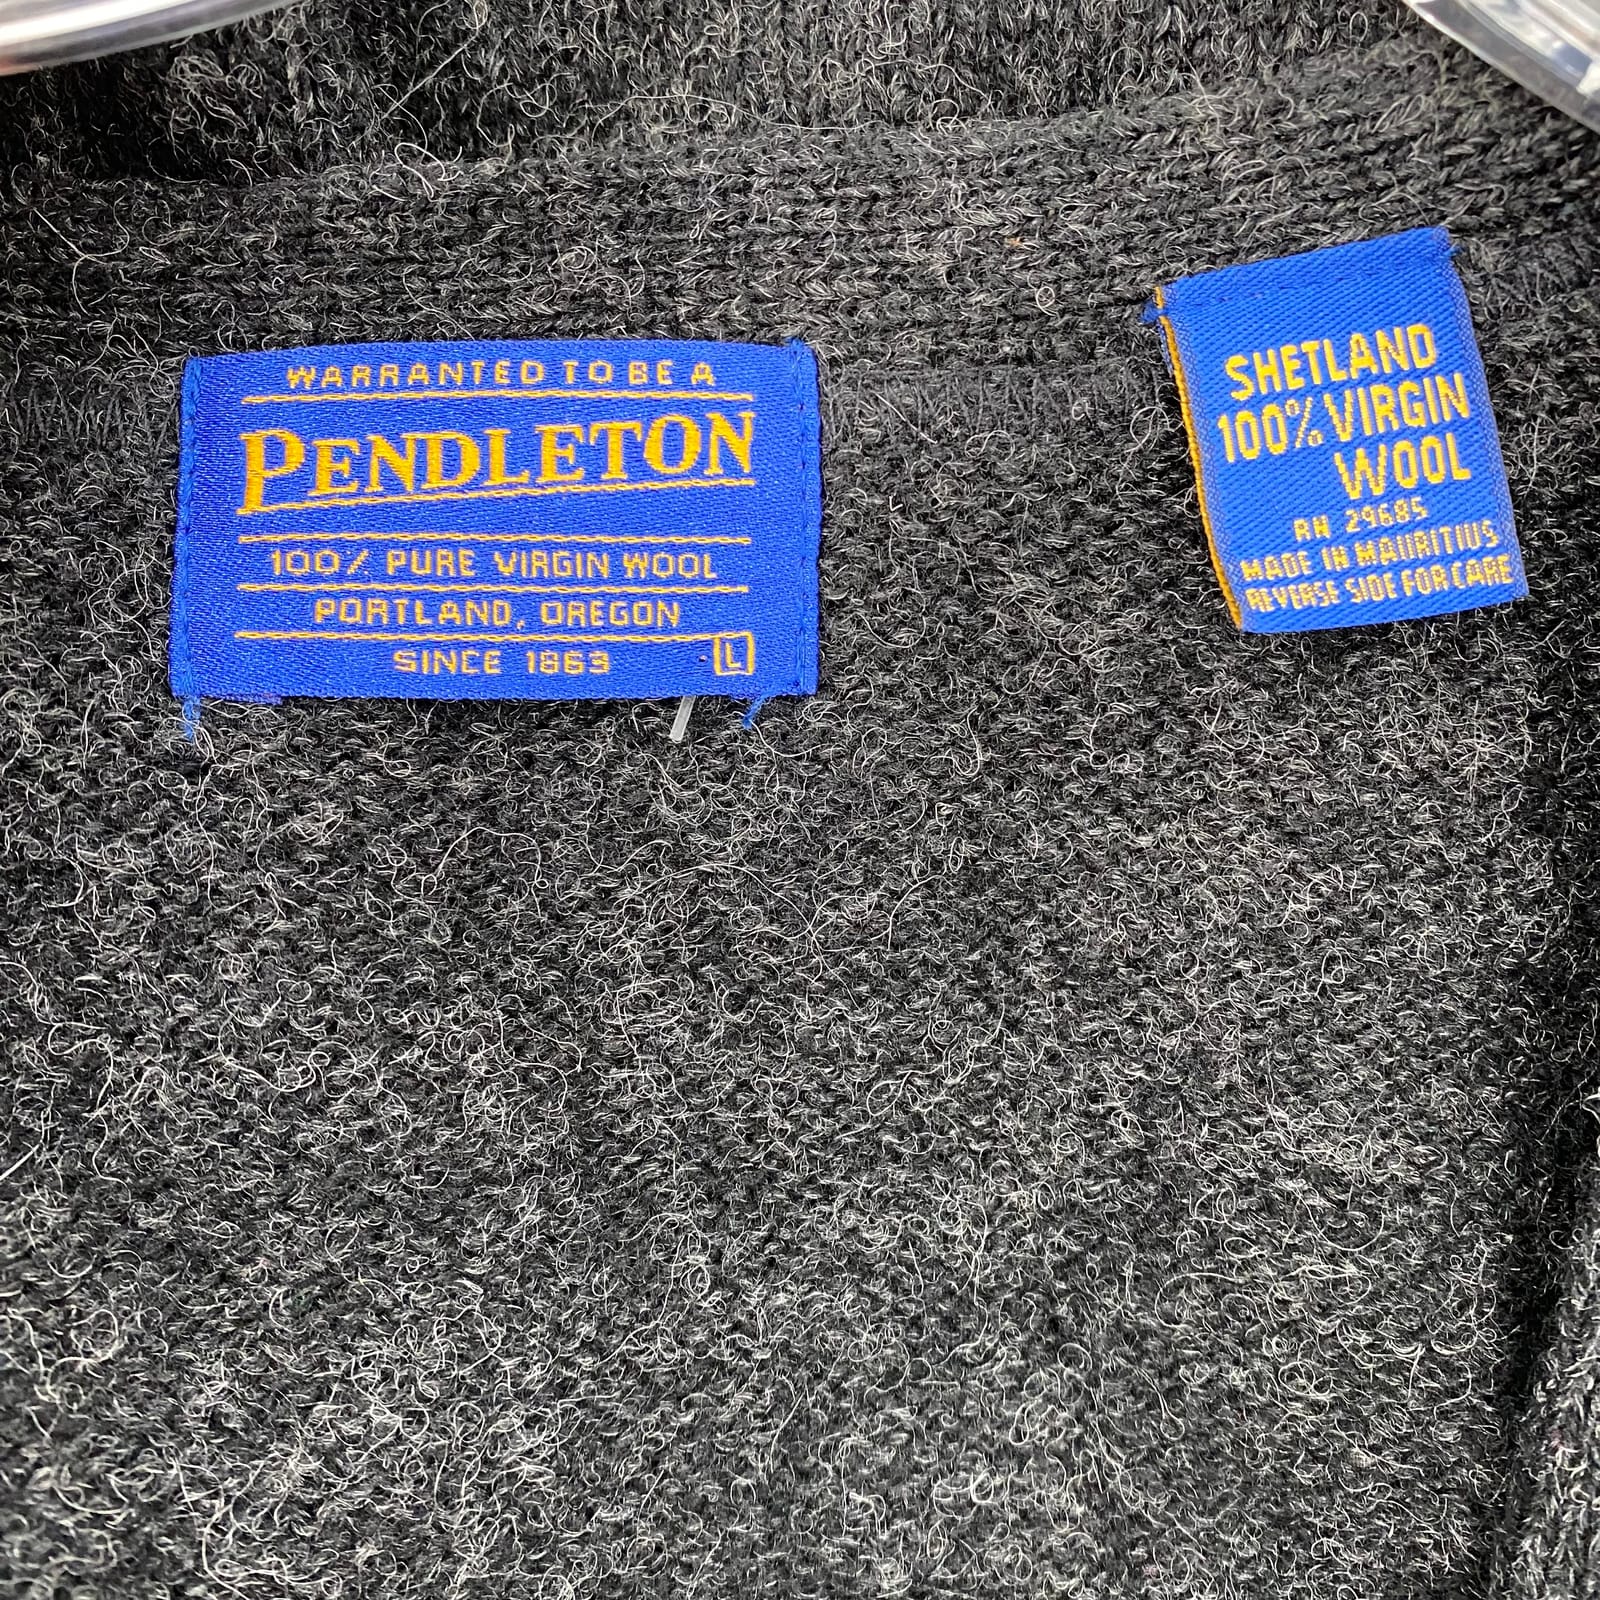 WARRANTED TO BE A
PENDLETON
100% PURE VIRGIN WOOL
PORTLAND, OREGON
SINCE 1863
L
SHETLAND
100% VIRGIN
WOOL
RN 29685
MADE IN MAURITIUS
REVERSE SIDE FOR CARE